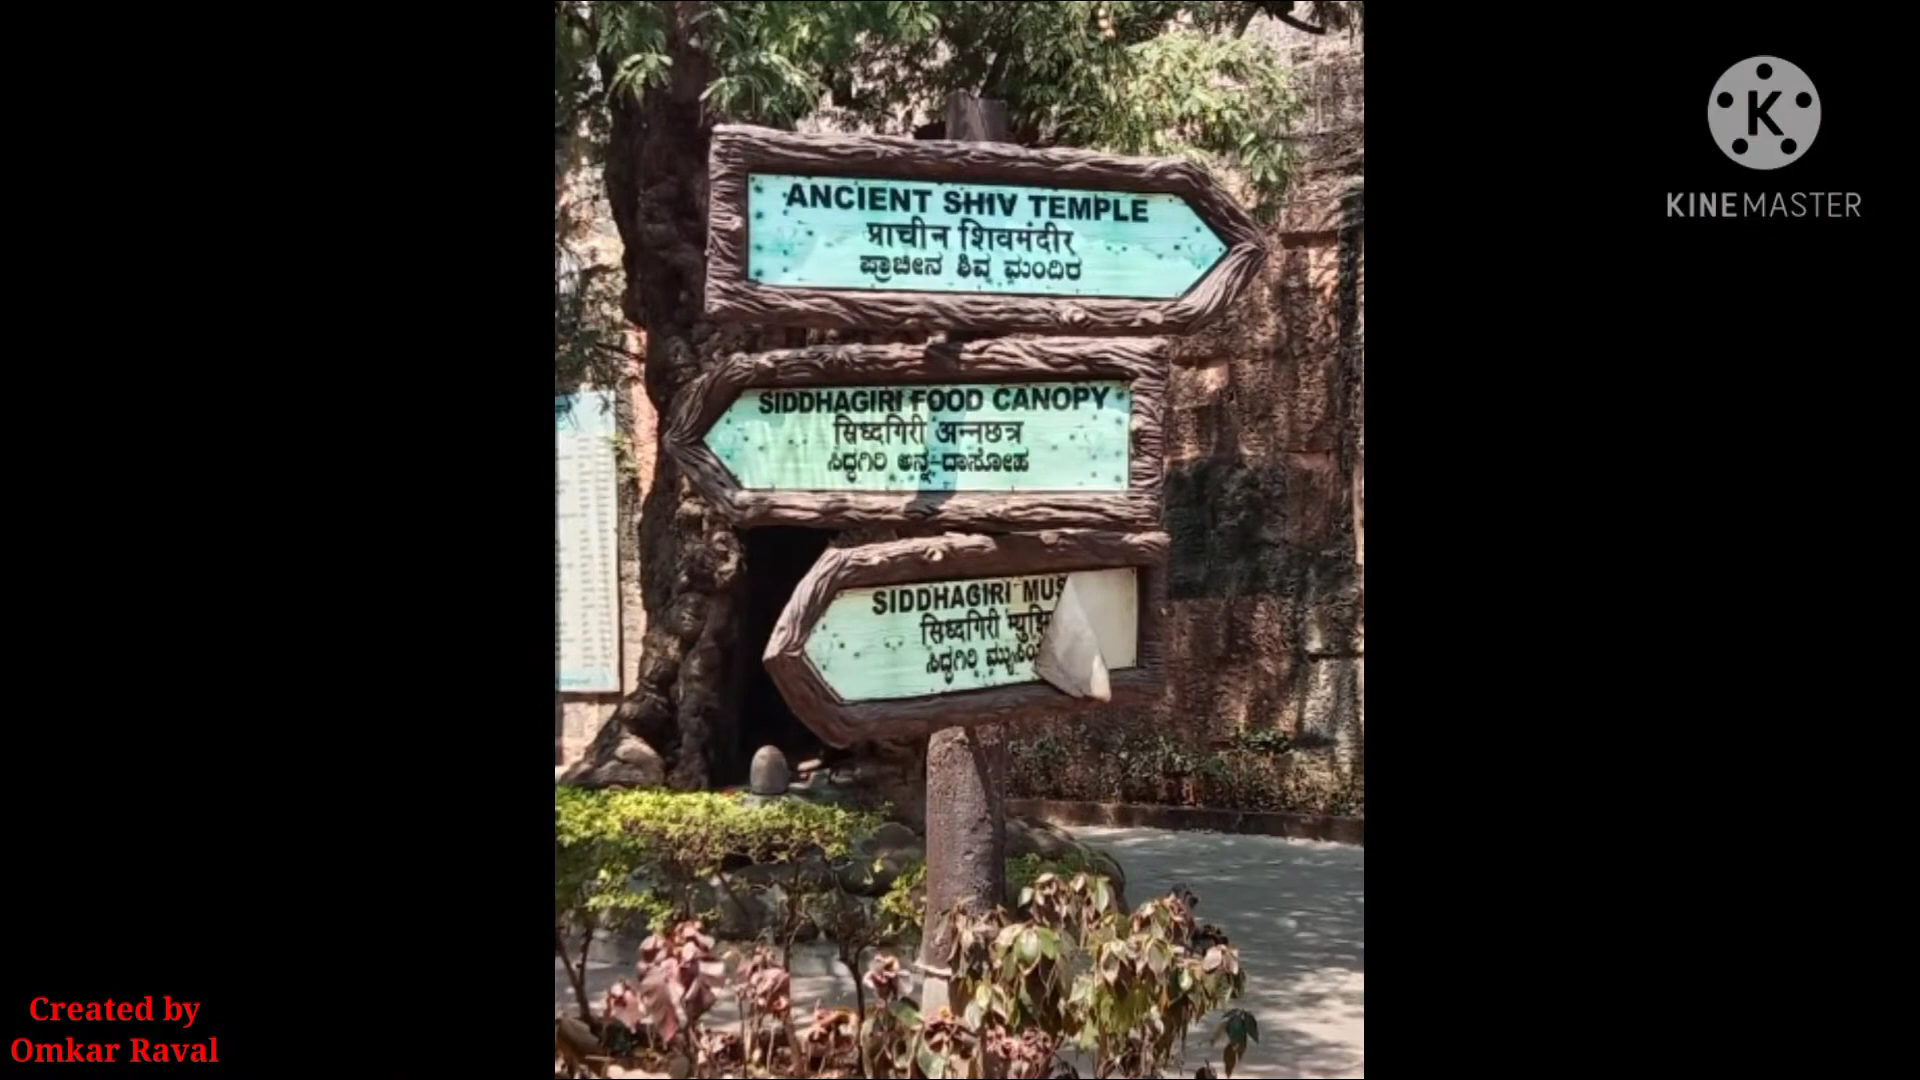 ANCIENT SHIV TEMPLE
प्राचीन शिवमंदीर
ಪ್ರಾಚೀನ ಶಿವ ಮಂದಿರ
SIDDHAGIRI FOOD CANOPY
सिध्दगिरी अन्नछत्र
ಸಿದ್ಧಗಿರಿ ಅನ್ನ-ದಾಸೋಹ
SIDDHAGIRI MUS
सिध्दगिरी म्युझि
ಸಿದ್ಧಗಿರಿ
KINEMASTER
Created by
Omkar Raval